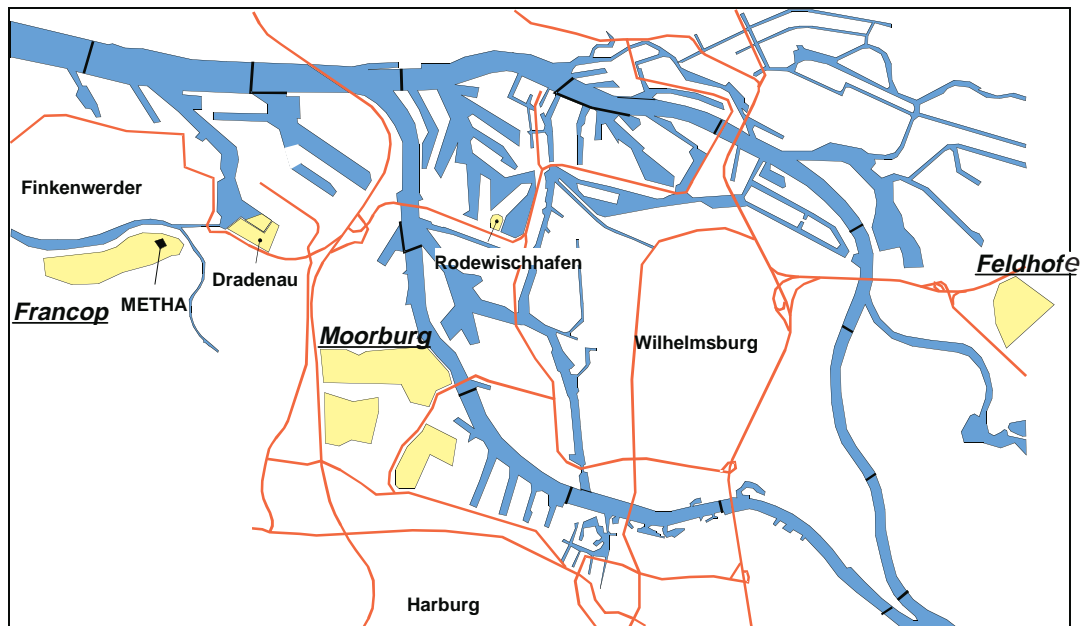 Finkenwerder
Dradenau
Rodewischhafen
Feldhofe
Francop
METHA
Moorburg
Wilhelmsburg
Harburg